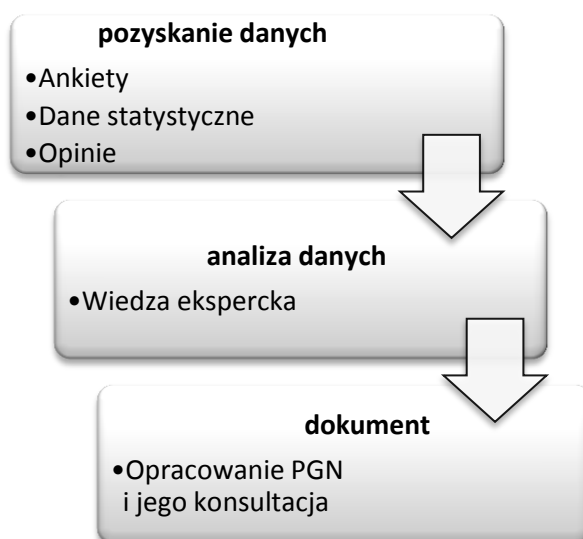 pozyskanie danych
•Ankiety
•Dane statystyczne
•Opinie
analiza danych
•Wiedza ekspercka
dokument
•Opracowanie PGN
i jego konsultacja